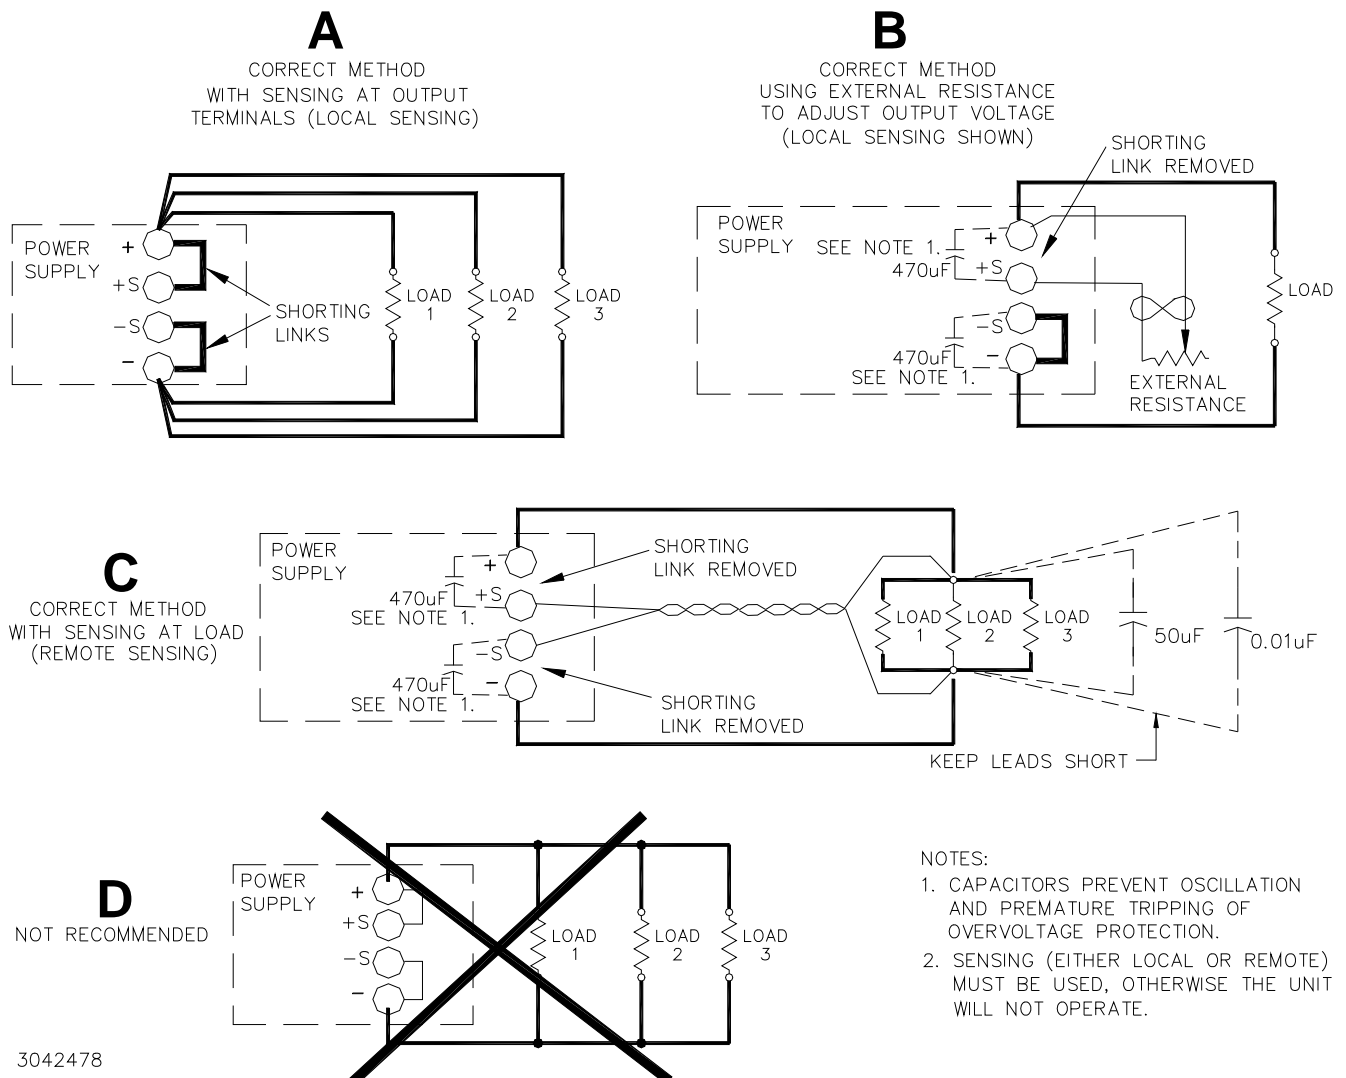 A
CORRECT METHOD
WITH SENSING AT OUTPUT
TERMINALS (LOCAL SENSING)
POWER
SUPPLY
+
+S
−S
−
SHORTING
LINKS
LOAD
1
LOAD
2
LOAD
3
B
CORRECT METHOD
USING EXTERNAL RESISTANCE
TO ADJUST OUTPUT VOLTAGE
(LOCAL SENSING SHOWN)
SHORTING
LINK REMOVED
POWER
SUPPLY
SEE NOTE 1.
470uF
+
+S
−S
−
470uF
SEE NOTE 1.
EXTERNAL
RESISTANCE
LOAD
C
CORRECT METHOD
WITH SENSING AT LOAD
(REMOTE SENSING)
POWER
SUPPLY
+
470uF
+S
SEE NOTE 1.
−S
470uF
−
SEE NOTE 1.
SHORTING
LINK REMOVED
SHORTING
LINK REMOVED
LOAD
1
LOAD
2
LOAD
3
50uF
0.01uF
KEEP LEADS SHORT
D
NOT RECOMMENDED
POWER
SUPPLY
+
+S
−S
−
LOAD
1
LOAD
2
LOAD
3
NOTES:
1. CAPACITORS PREVENT OSCILLATION
AND PREMATURE TRIPPING OF
OVERVOLTAGE PROTECTION.
2. SENSING (EITHER LOCAL OR REMOTE)
MUST BE USED, OTHERWISE THE UNIT
WILL NOT OPERATE.
3042478